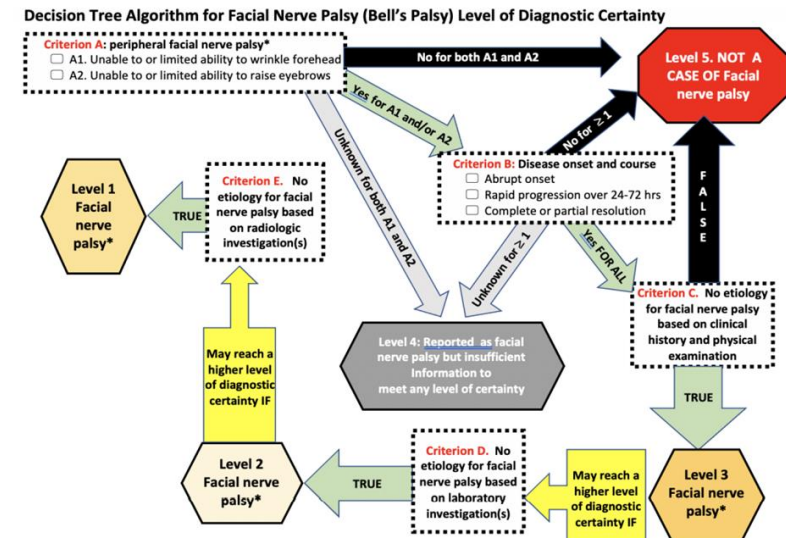 Decision Tree Algorithm for Facial Nerve Palsy (Bell's Palsy) Level of Diagnostic Certainty
Criterion A: peripheral facial nerve palsy*
A1. Unable to or limited ability to wrinkle forehead
A2. Unable to or limited ability to raise eyebrows
No for both A1 and A2
Level 5. NOT A
CASE OF Facial
nerve palsy
Yes for A1 and/or A2
Unknown for both A1 and A2
No for ≥ 1
Criterion B: Disease onset and course
Abrupt onset
Rapid progression over 24-72 hrs
Complete or partial resolution
FALSE
Unknown for ≥ 1
Yes FOR ALL
Criterion C. No etiology
for facial nerve palsy
based on clinical
history and physical
examination
Level 1
Facial
nerve
palsy*
TRUE
Criterion E. No
etiology for facial
nerve palsy based
on radiologic
investigation(s)
Level 4: Reported as facial
nerve palsy but insufficient
Information to
meet any level of certainty
May reach a
higher level
of diagnostic
certainty IF
TRUE
Level 2
Facial nerve
palsy*
TRUE
Criterion D. No
etiology for facial
nerve palsy based
on laboratory
investigation(s)
May reach a
higher level
of diagnostic
certainty IF
Level 3
Facial nerve
palsy*